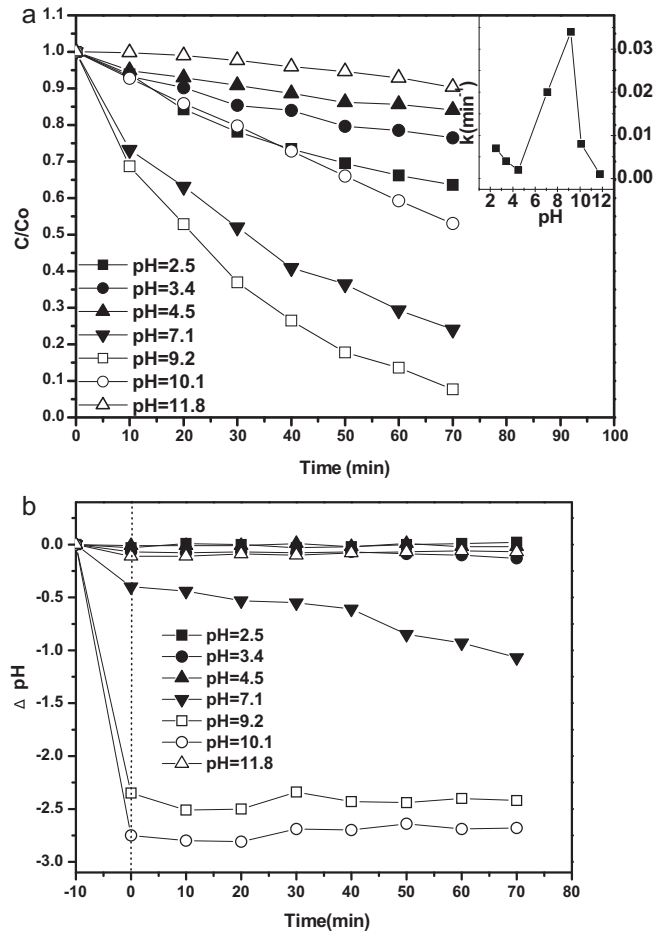 a
1.1
1.0
0.9
0.8
0.7
0.6
0.5
0.4
0.3
0.2
0.1
0.0
C/Co
pH=2.5
pH=3.4
pH=4.5
pH=7.1
pH=9.2
pH=10.1
pH=11.8
0.03
0.02
0.01
0.00
k(min⁻¹)
2 4 6 8 10 12
pH
0 10 20 30 40 50 60 70 80 90 100
Time (min)
b
0.0
-0.5
-1.0
-1.5
-2.0
-2.5
-3.0
Δ pH
pH=2.5
pH=3.4
pH=4.5
pH=7.1
pH=9.2
pH=10.1
pH=11.8
-10 0 10 20 30 40 50 60 70 80
Time(min)